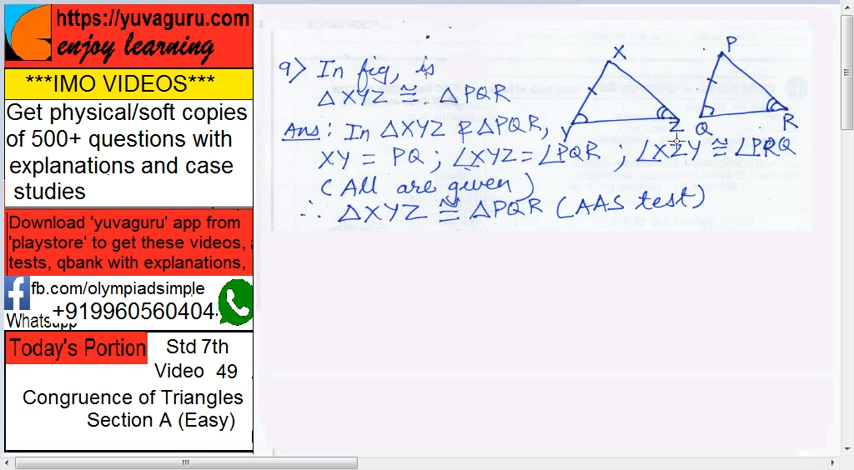 https://yuvaguru.com
enjoy learning
***IMO VIDEOS***
Get physical/soft copies
of 500+ questions with
explanations and case
studies
Download 'yuvaguru' app from
'playstore' to get these videos,
tests, qbank with explanations,
fb.com/olympiadsimple
+919960560404
Whatsupp
Today's Portion
Std 7th
Video 49
Congruence of Triangles
Section A (Easy)
9) In fig, is
△XYZ ≅ △PQR
Ans: In △XYZ & △PQR,
XY = PQ ; ∠XYZ = ∠PQR ; ∠XZY ≅ ∠PRQ
(All are given)
∴ △XYZ ≅ △PQR (AAS test)
X
Y
Z
P
Q
R